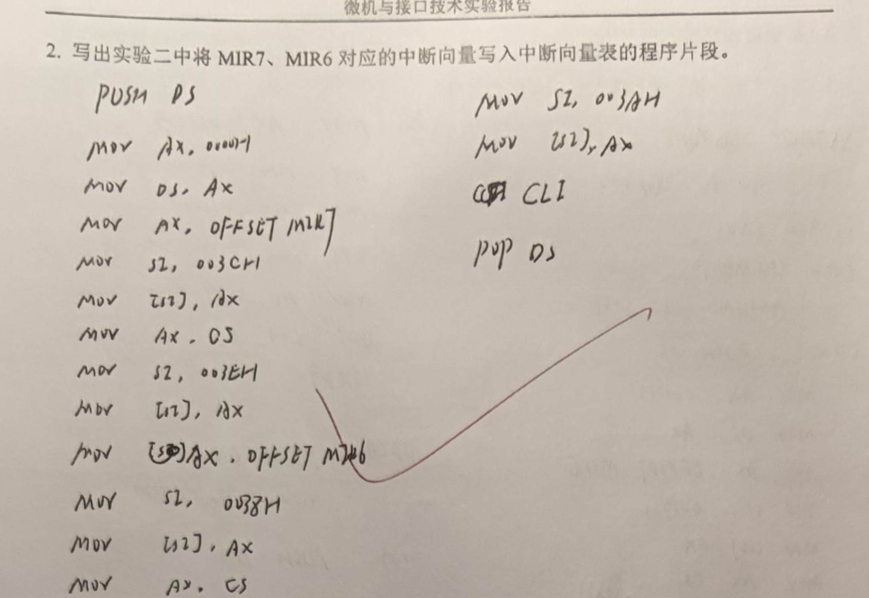 微机与接口技术实验报告
2. 写出实验二中将 MIR7、MIR6 对应的中断向量写入中断向量表的程序片段。
PUSH DS
MOV AX, 0000H
MOV DS, AX
MOV AX, OFFSET MIR7
MOV SI, 003CH
MOV [SI], AX
MOV AX, CS
MOV SI, 003EH
MOV [SI], AX
MOV AX, OFFSET MIR6
MOV SI, 0038H
MOV [SI], AX
MOV AX, CS
MOV SI, 003AH
MOV [SI], AX
CLI
POP DS